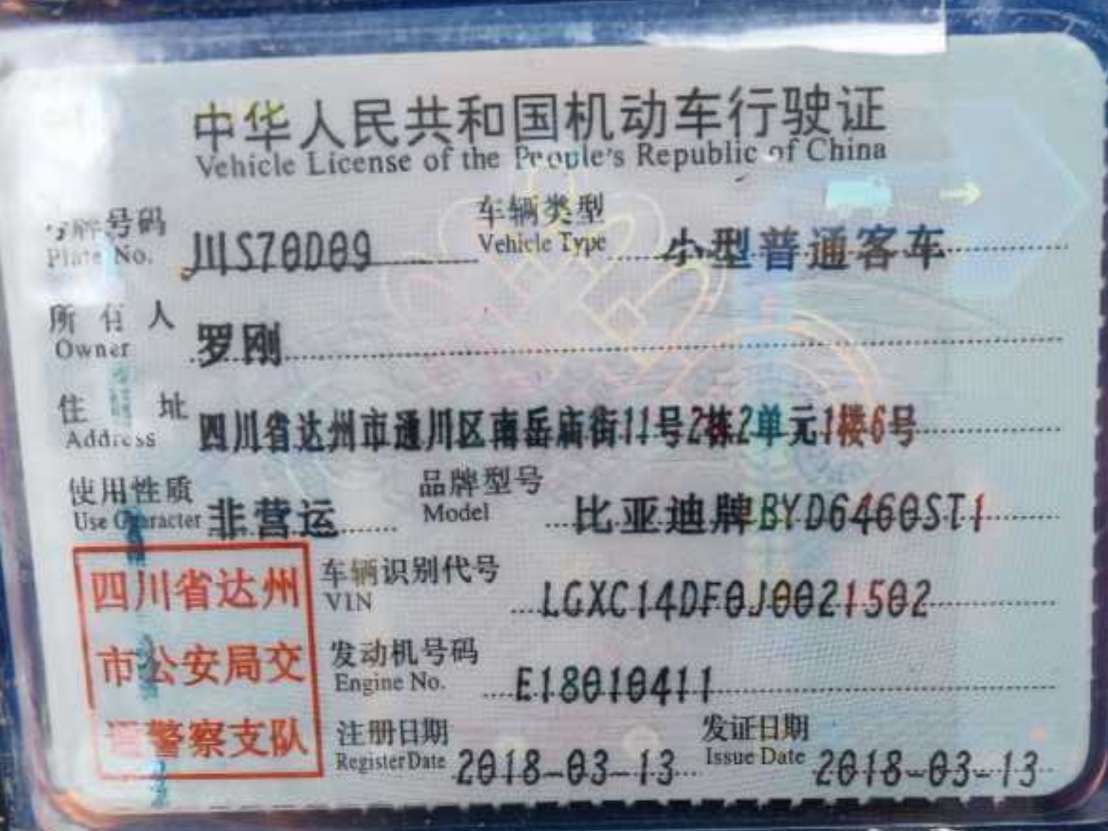 中华人民共和国机动车行驶证
Vehicle License of the People's Republic of China
号牌号码 川S70D09 车辆类型 小型普通客车
Plate No. Vehicle Type
所有人 罗刚
Owner
住址 四川省达州市通川区南岳庙街11号2栋2单元1楼6号
Address
使用性质 非营运 品牌型号 比亚迪牌BYD6460ST1
Use Character Model
四川省达州 车辆识别代号 LGXC14DF0J0021502
VIN
市公安局交 发动机号码 E18010411
Engine No.
通警察支队 注册日期 2018-03-13 发证日期 2018-03-13
Register Date Issue Date